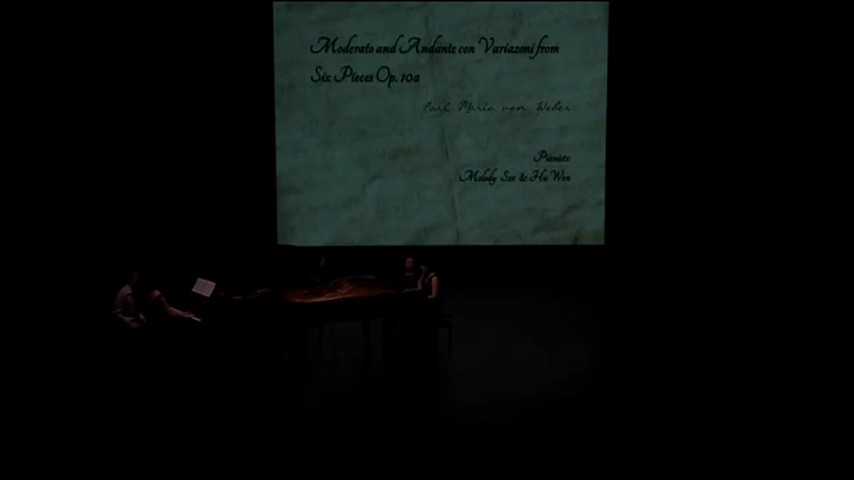 Moderato and Andante con Variazoni from
Six Pieces Op. 10a
Carl Maria von Weber
Pianists
Melody Sze & Hu Wen